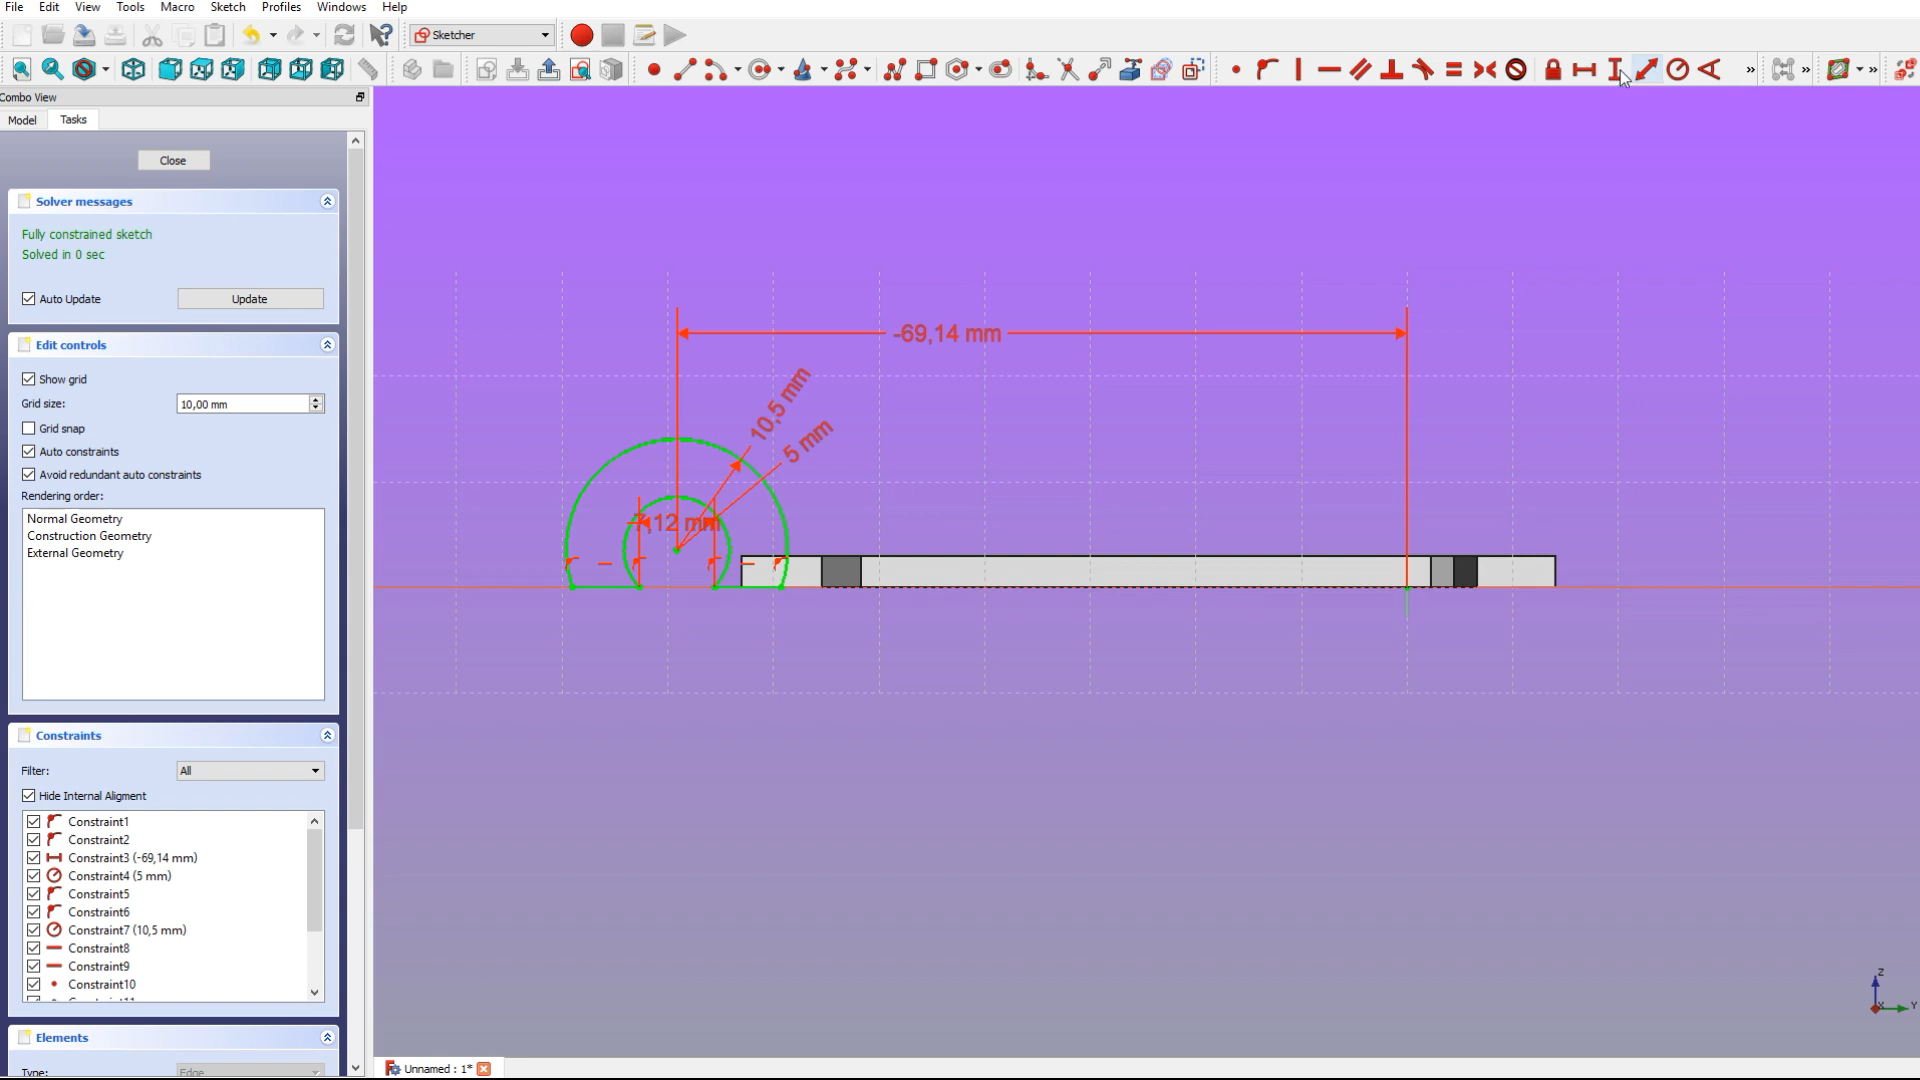 File Edit View Tools Macro Sketch Profiles Windows Help
Sketcher
Combo View
Model Tasks
Close
Solver messages
Fully constrained sketch
Solved in 0 sec
Auto Update Update
Edit controls
Show grid
Grid size: 10,00 mm
Grid snap
Auto constraints
Avoid redundant auto constraints
Rendering order:
Normal Geometry
Construction Geometry
External Geometry
Constraints
Filter: All
Hide Internal Aligment
Constraint1
Constraint2
Constraint3 (-69,14 mm)
Constraint4 (5 mm)
Constraint5
Constraint6
Constraint7 (10,5 mm)
Constraint8
Constraint9
Constraint10
Constraint11
Elements
Type: Edge
-69,14 mm
10,5 mm
5 mm
7,12 mm
Z
X Y
Unnamed : 1*